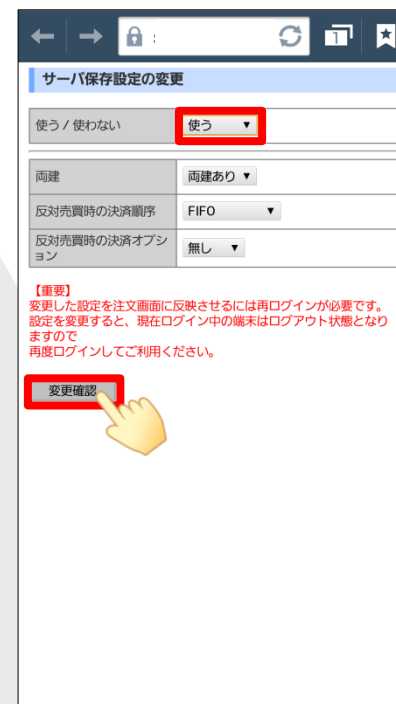 1
サーバ保存設定の変更
使う / 使わない
使う ▼
両建
両建あり ▼
反対売買時の決済順序
FIFO ▼
反対売買時の決済オプシ
ョン
無し ▼
【重要】
変更した設定を注文画面に反映させるには再ログインが必要です。
設定を変更すると、現在ログイン中の端末はログアウト状態となり
ますので
再度ログインしてご利用ください。
変更確認